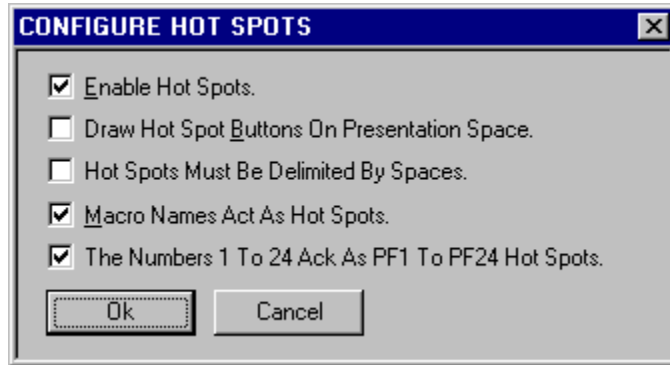 CONFIGURE HOT SPOTS
Enable Hot Spots.
Draw Hot Spot Buttons On Presentation Space.
Hot Spots Must Be Delimited By Spaces.
Macro Names Act As Hot Spots.
The Numbers 1 To 24 Ack As PF1 To PF24 Hot Spots.
Ok Cancel